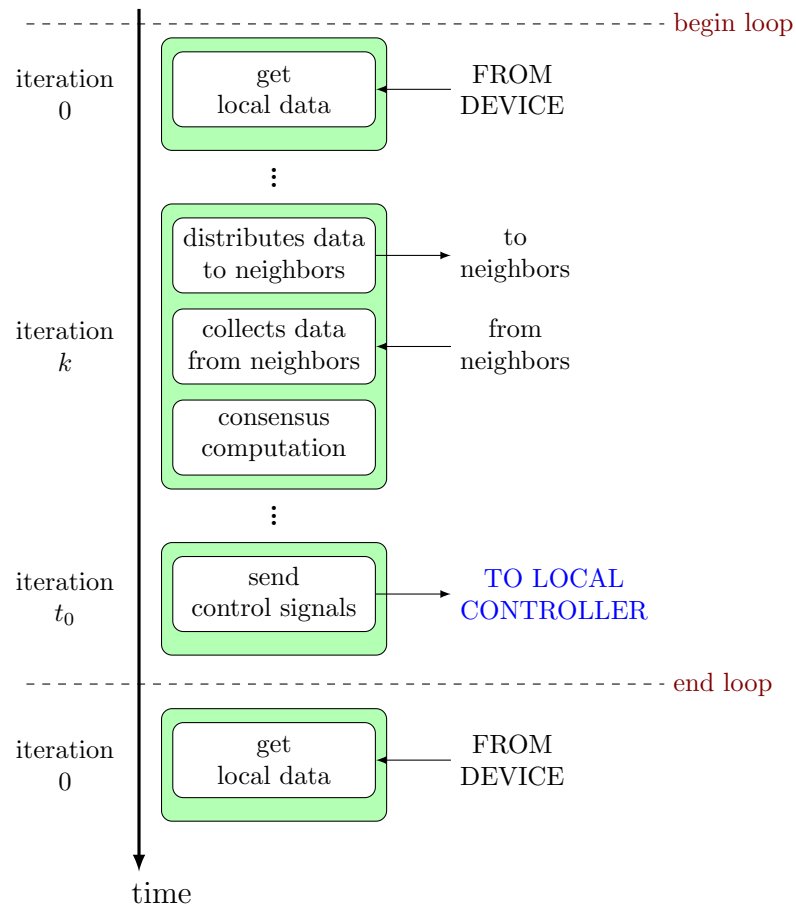 begin loop
iteration
0
get
local data
FROM
DEVICE
⋮
distributes data
to neighbors
to
neighbors
iteration
k
collects data
from neighbors
from
neighbors
consensus
computation
⋮
iteration
t₀
send
control signals
TO LOCAL
CONTROLLER
end loop
iteration
0
get
local data
FROM
DEVICE
time